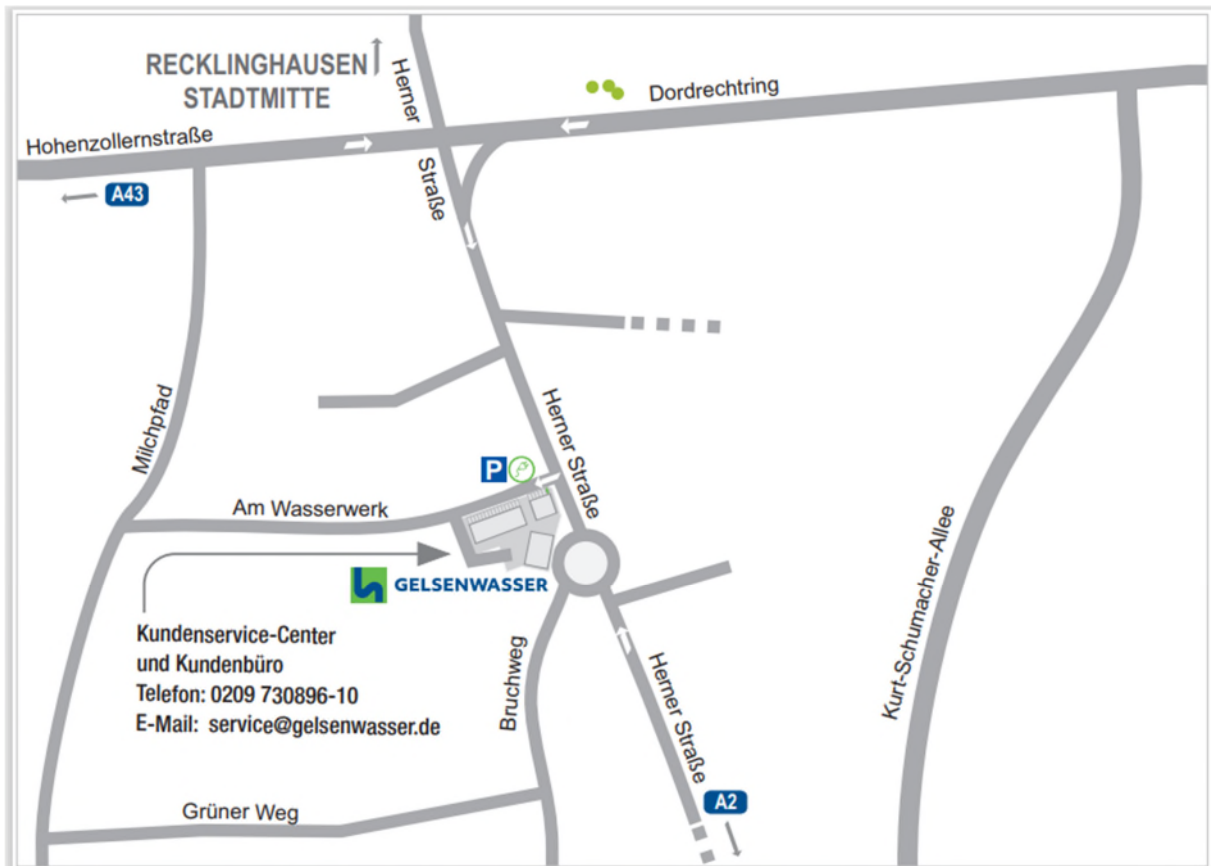 RECKLINGHAUSEN
STADTMITTE
Herner
Straße
Dordrechtring
Hohenzollernstraße
A43
Milchpfad
Herner Straße
P
Am Wasserwerk
GELSENWASSER
Kundenservice-Center
und Kundenbüro
Telefon: 0209 730896-10
E-Mail: service@gelsenwasser.de
Bruchweg
Herner Straße
Kurt-Schumacher-Allee
A2
Grüner Weg